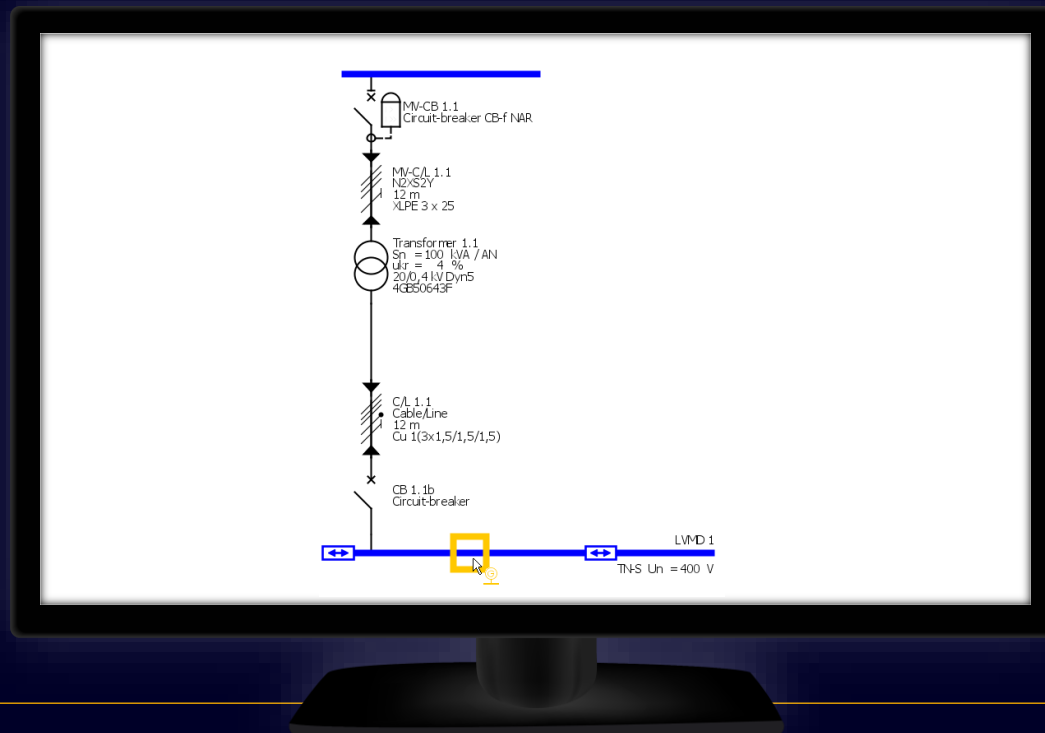 MV-CB 1.1
Circuit-breaker CB-f NAR
MV-C/L 1.1
N2XS2Y
12 m
XLPE 3 x 25
Transformer 1.1
Sn = 100 kVA / AN
ukr = 4 %
20/0,4 kV Dyn5
4GB50643F
C/L 1.1
Cable/Line
12 m
Cu 1(3x1,5/1,5/1,5)
CB 1.1b
Circuit-breaker
LVMD 1
TN-S Un = 400 V